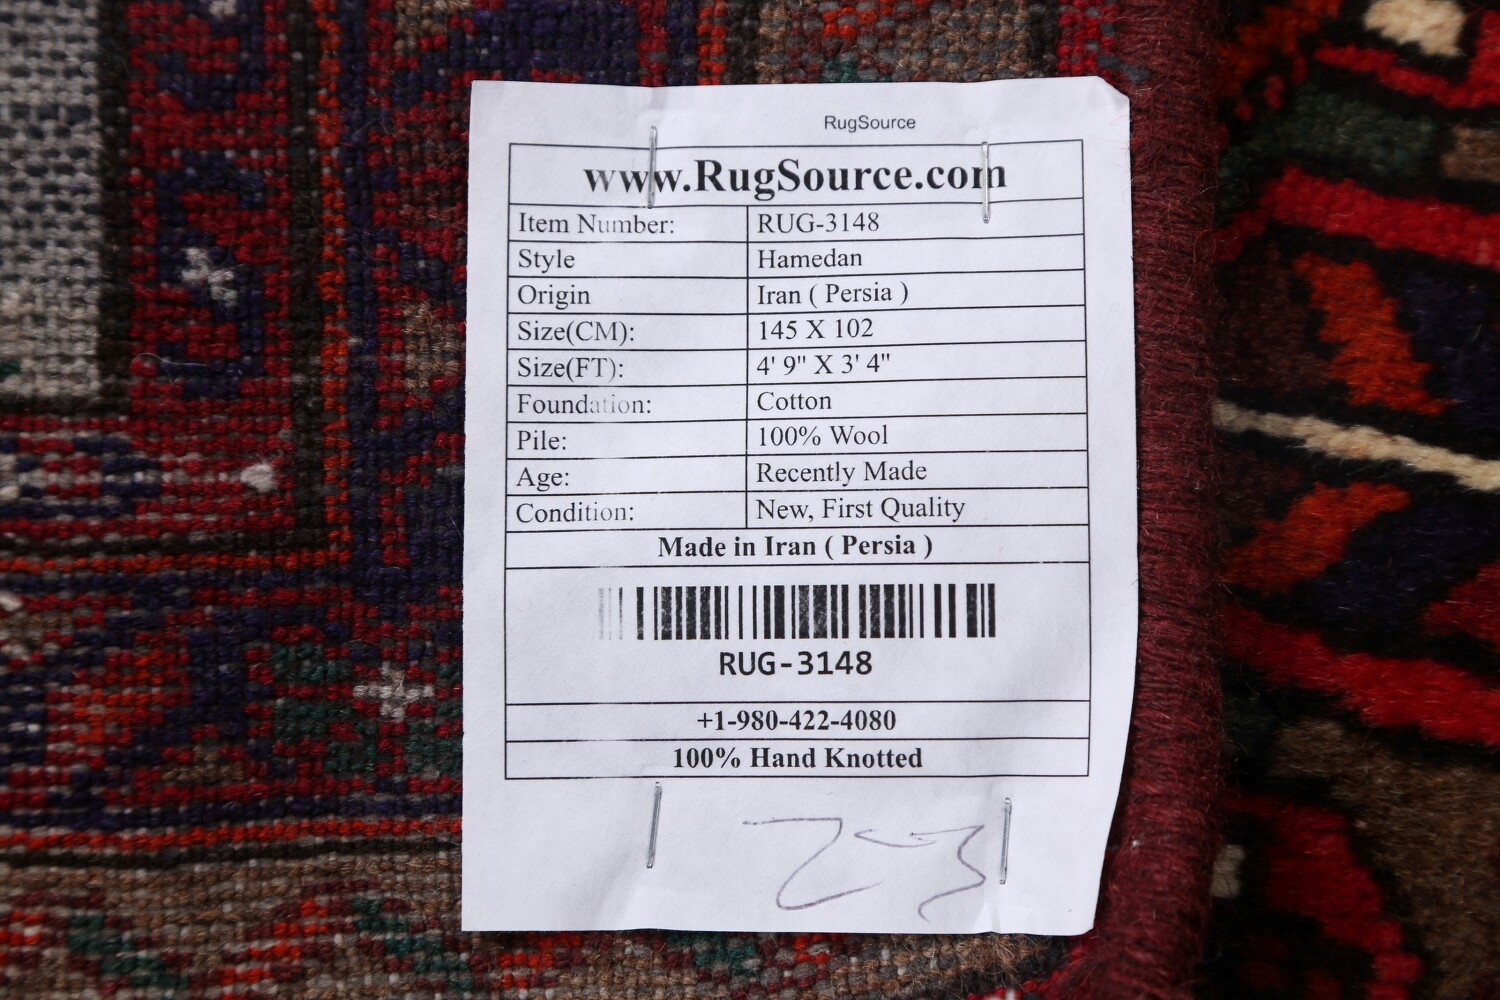 RugSource
www.RugSource.com
Item Number: RUG-3148
Style Hamedan
Origin Iran ( Persia )
Size(CM): 145 X 102
Size(FT): 4' 9" X 3' 4"
Foundation: Cotton
Pile: 100% Wool
Age: Recently Made
Condition: New, First Quality
Made in Iran ( Persia )
RUG-3148
+1-980-422-4080
100% Hand Knotted